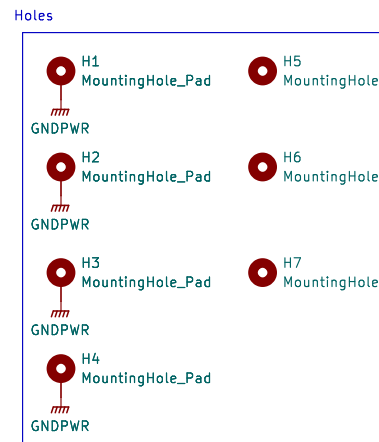 Holes
H1
MountingHole_Pad
GNDPWR
H5
MountingHole
H2
MountingHole_Pad
GNDPWR
H6
MountingHole
H3
MountingHole_Pad
GNDPWR
H7
MountingHole
H4
MountingHole_Pad
GNDPWR